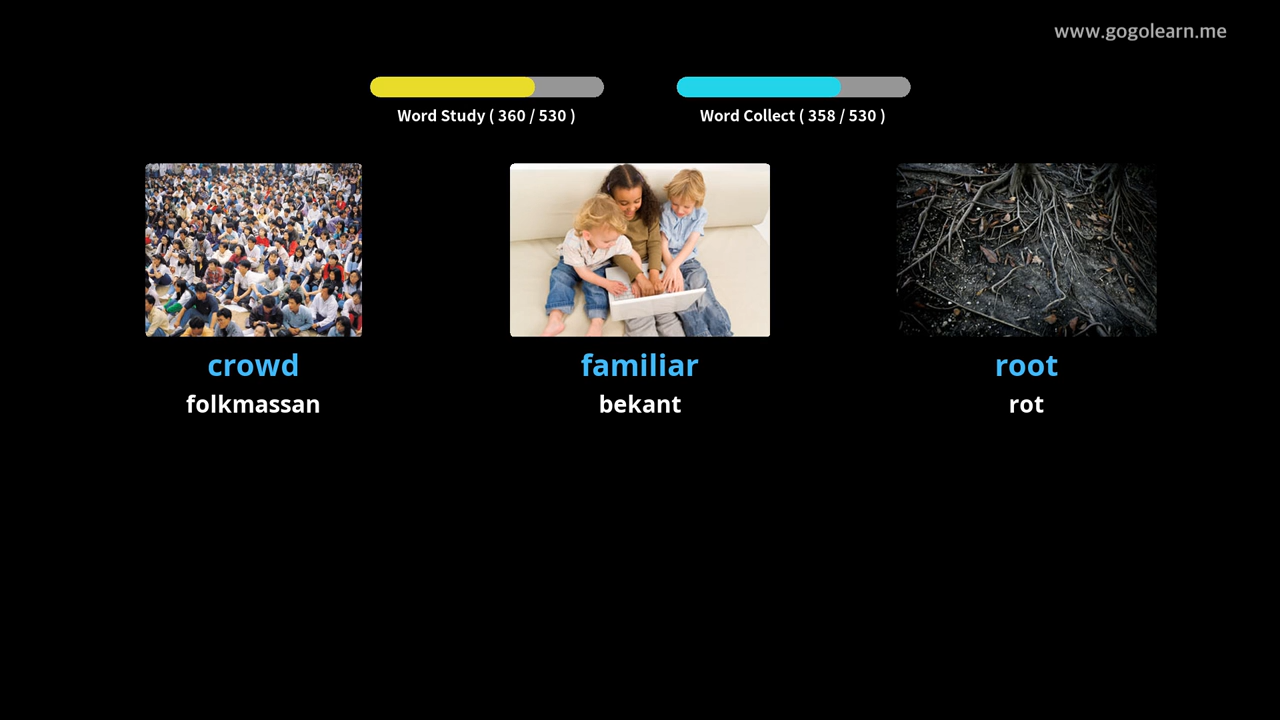 www.gogolearn.me
Word Study ( 360 / 530 )
Word Collect ( 358 / 530 )
crowd
folkmassan
familiar
bekant
root
rot